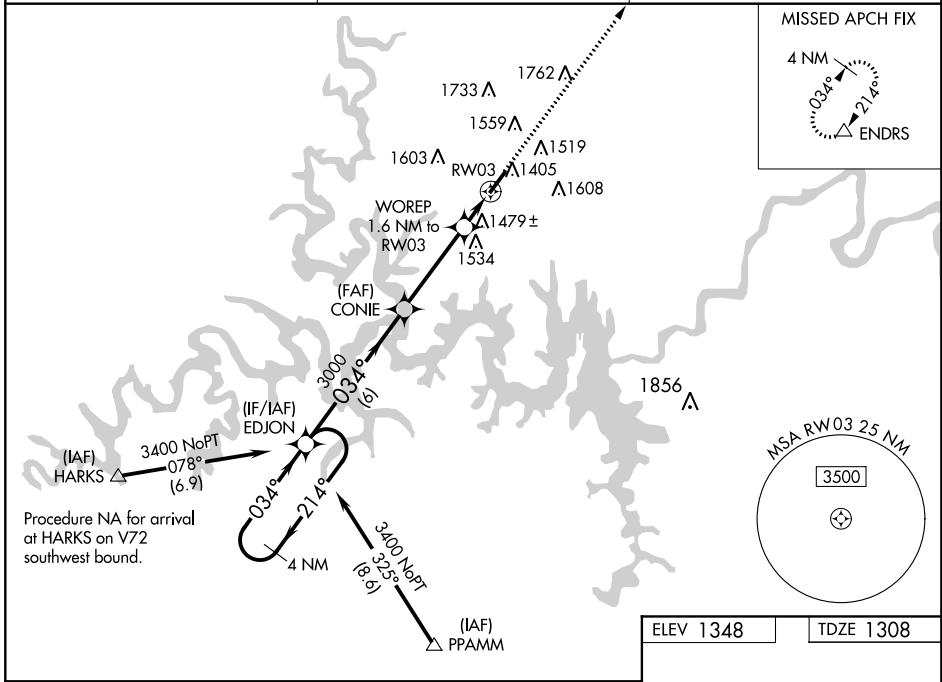 MISSED APCH FIX
4 NM
034°
214°
ENDRS
1762
1733
1559
1519
1603
RW03
1405
1608
WOREP
1.6 NM to
RW03
1479±
1534
(FAF)
CONIE
3000
034°
(6)
1856
(IF/IAF)
EDJON
(IAF)
HARKS
3400 NoPT
078°
(6.9)
034°
214°
4 NM
Procedure NA for arrival
at HARKS on V72
southwest bound.
3400 NoPT
325°
(8.6)
(IAF)
PPAMM
MSA RW03 25 NM
3500
ELEV 1348
TDZE 1308